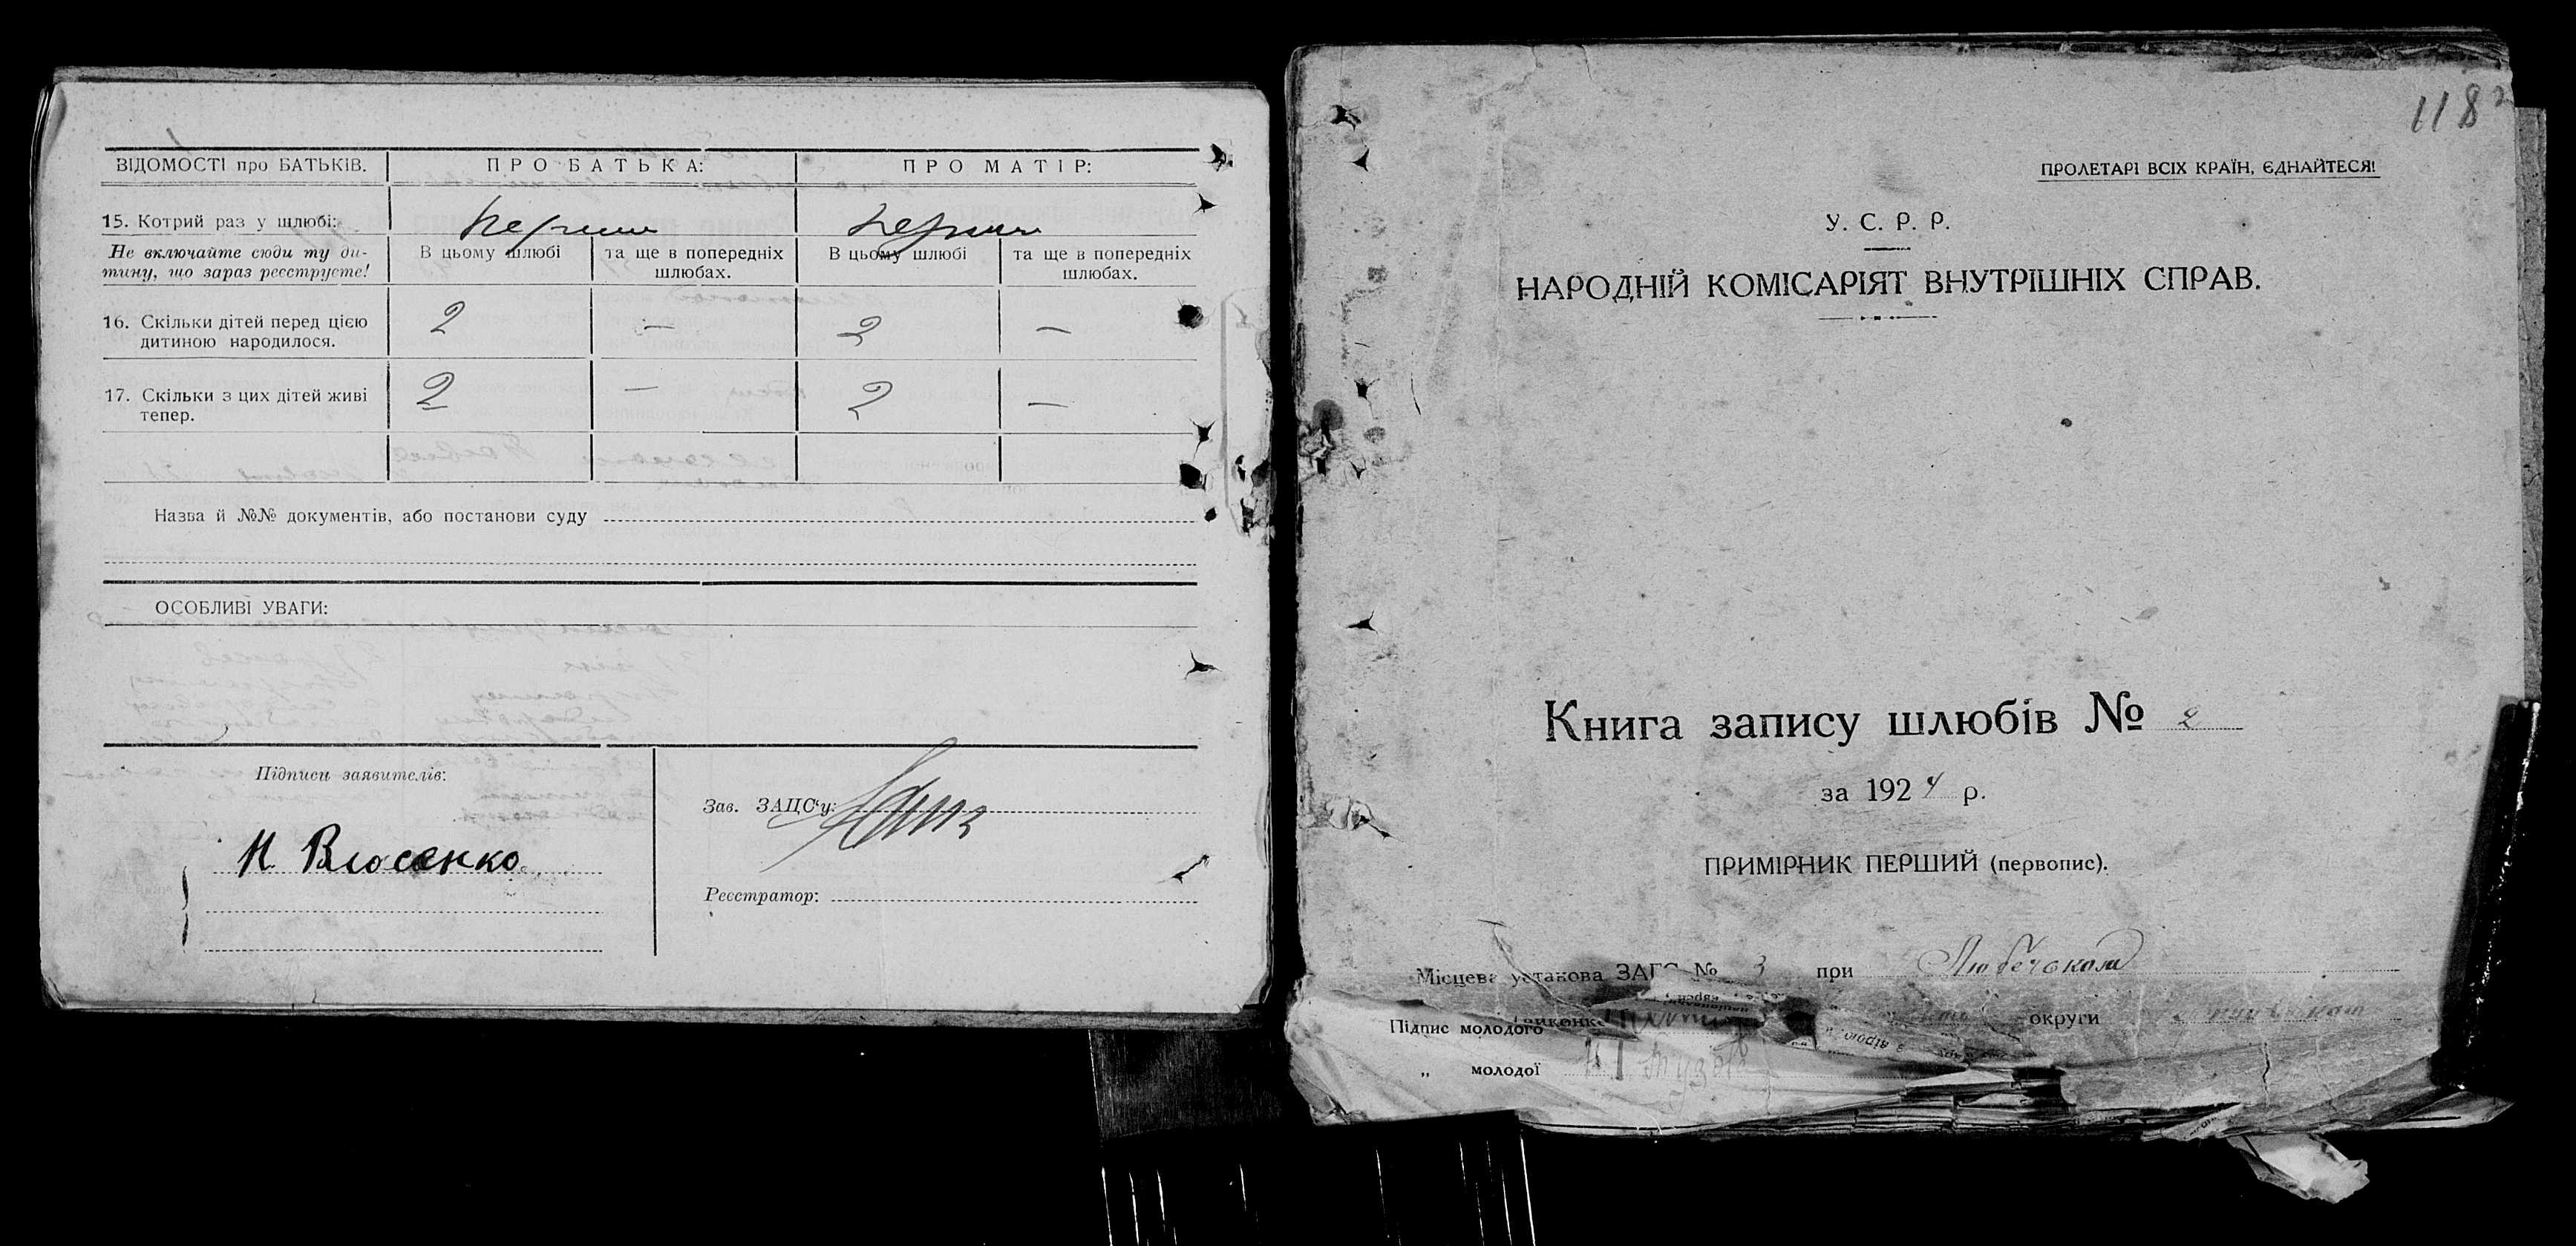 ВІДОМОСТІ про БАТЬКІВ. ПРО БАТЬКА: ПРО МАТІР:
15. Котрий раз у шлюбі: перший перший
Не включайте сюди ту ди-
тину, що зараз реєструєте!
В цьому шлюбі та ще в попередніх шлюбах. В цьому шлюбі та ще в попередніх шлюбах.
16. Скільки дітей перед цією
дитиною народилося. 2 — 2 —
17. Скільки з цих дітей живі
тепер. 2 — 2 —
Назва й №№ документів, або постанови суду
ОСОБЛИВІ УВАГИ:
Підписи заявителів:
Зав. ЗАГС'у:
Н. Власенко
Реєстратор:
118
ПРОЛЕТАРІ ВСІХ КРАЇН, ЄДНАЙТЕСЯ!
У. С. Р. Р.
НАРОДНІЙ КОМІСАРІЯТ ВНУТРІШНІХ СПРАВ.
Книга запису шлюбів № 2
за 1924 р.
ПРИМІРНИК ПЕРШИЙ (первопис).
Місцева установа ЗАГС № 3 при Любечском
округи
Підпис молодого
„ молодої